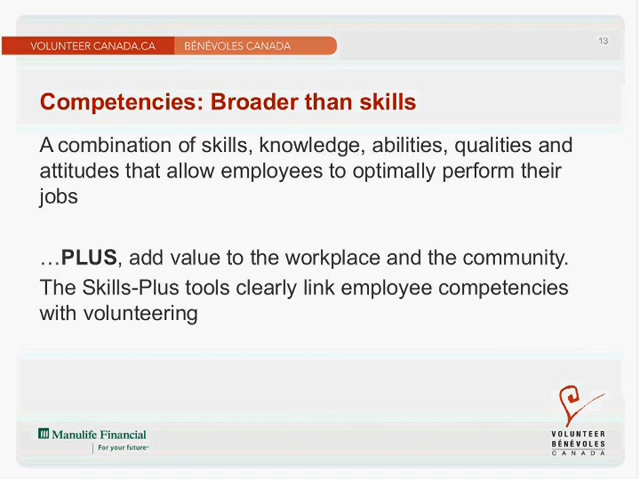 VOLUNTEER CANADA.CA BÉNÉVOLES CANADA
13
Competencies: Broader than skills
A combination of skills, knowledge, abilities, qualities and
attitudes that allow employees to optimally perform their
jobs
…PLUS, add value to the workplace and the community.
The Skills-Plus tools clearly link employee competencies
with volunteering
Manulife Financial
For your future™
VOLUNTEER
BÉNÉVOLES
CANADA